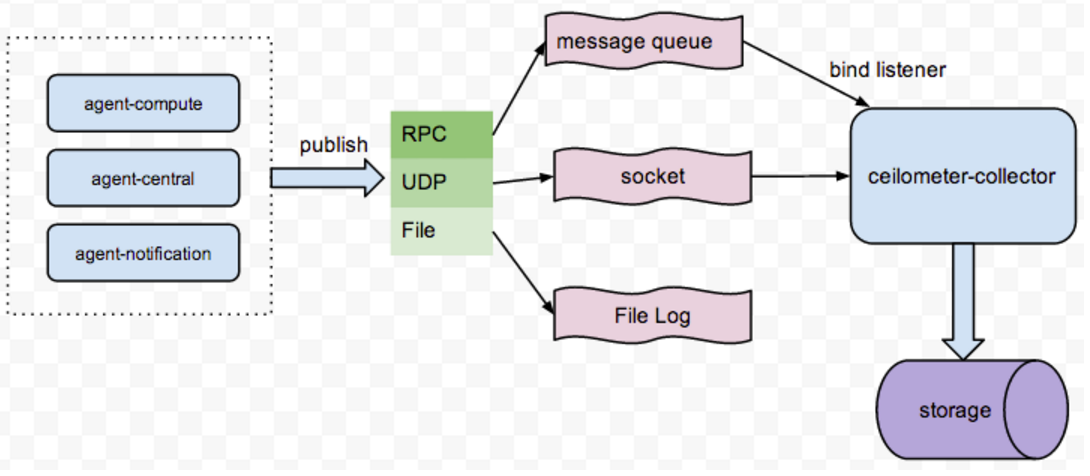 agent-compute
agent-central
agent-notification
publish
RPC
UDP
File
message queue
socket
File Log
bind listener
ceilometer-collector
storage